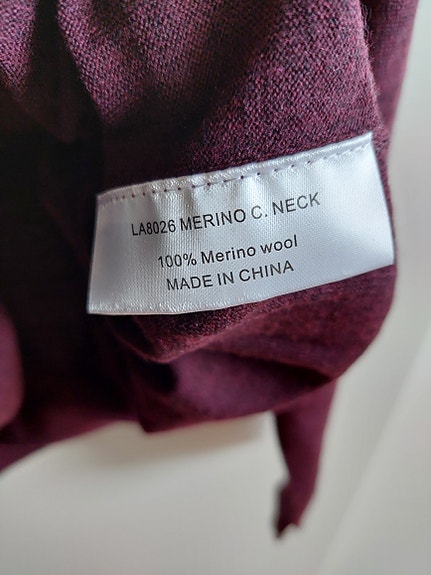 LA8026 MERINO C. NECK
100% Merino wool
MADE IN CHINA